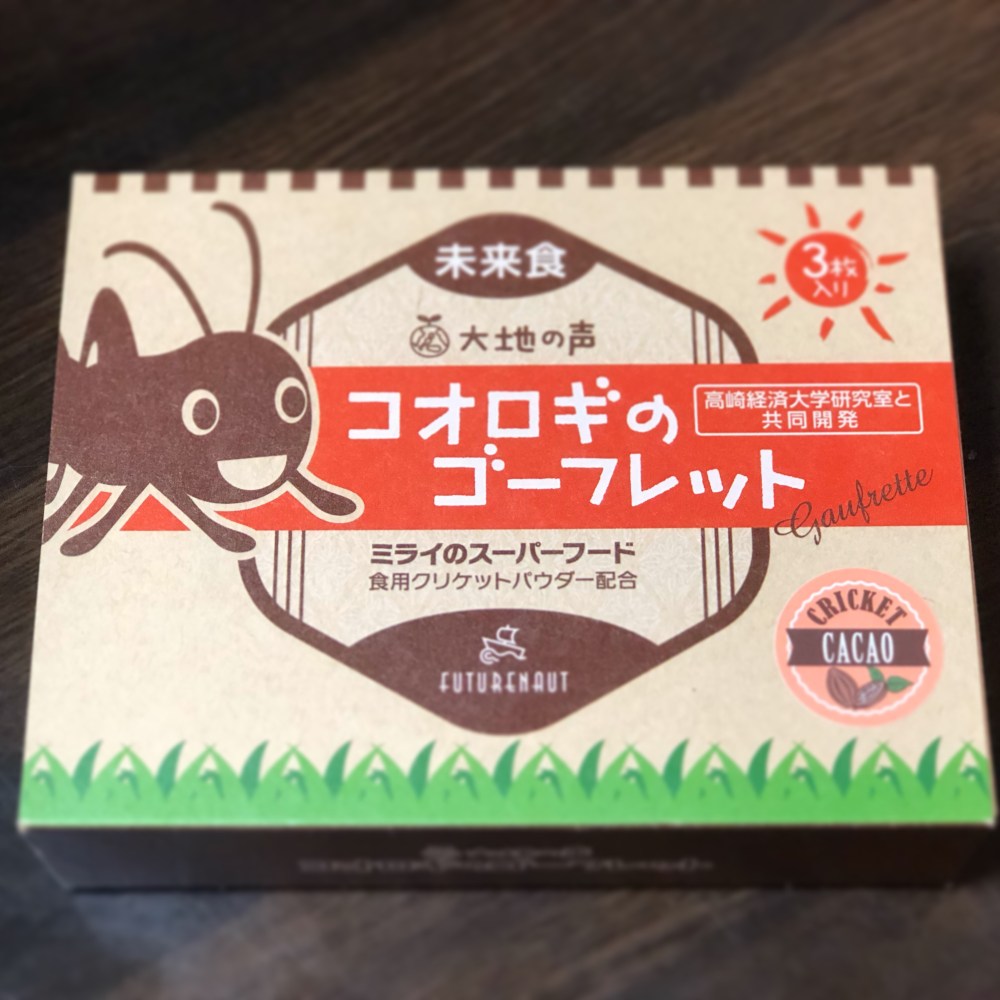 未来食
3枚
入り
大地の声
コオロギの
ゴーフレット
高崎経済大学研究室と
共同開発
Gaufrette
ミライのスーパーフード
食用クリケットパウダー配合
FUTURENAUT
CRICKET
CACAO